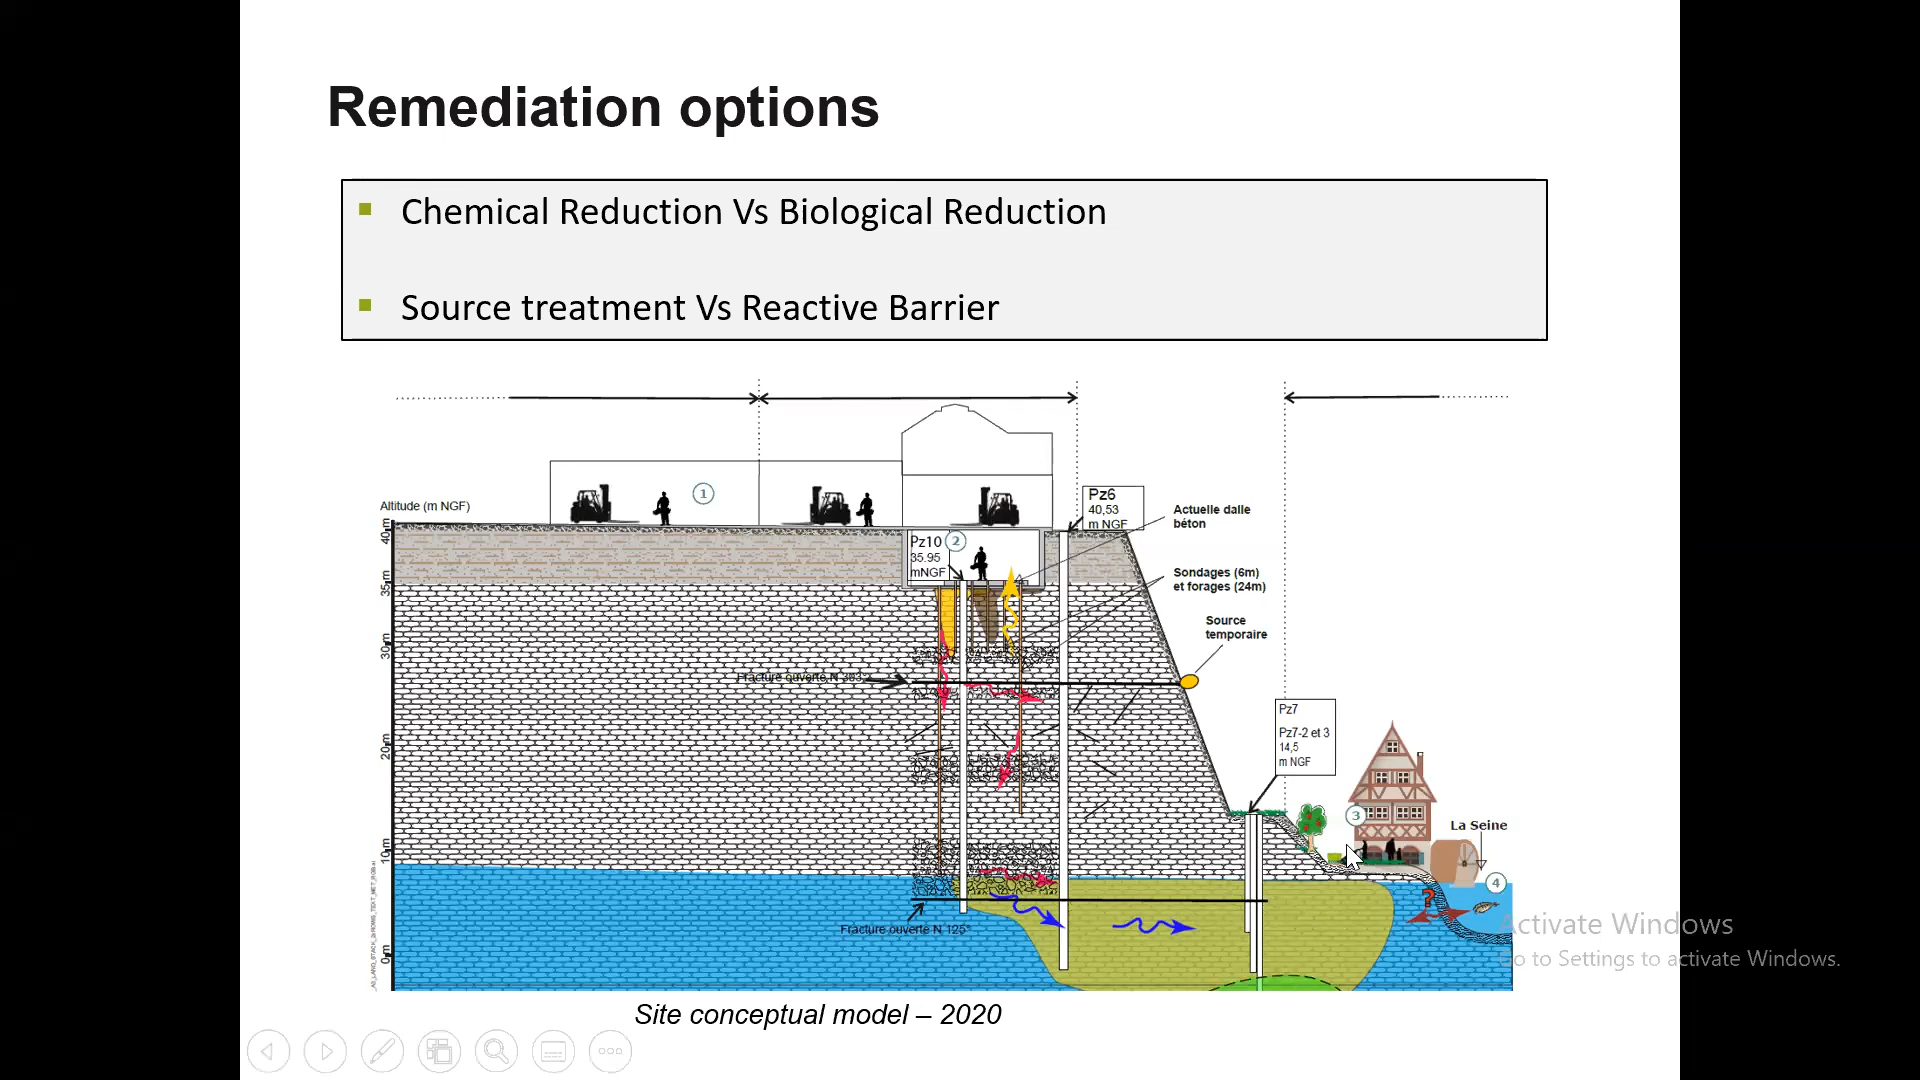 Remediation options
Chemical Reduction Vs Biological Reduction
Source treatment Vs Reactive Barrier
Altitude (m NGF)
40m
35m
30m
20m
10m
0m
1
Pz10
2
35.95
mNGF
Pz6
40,53
m NGF
Actuelle dalle
béton
Sondages (6m)
et forages (24m)
Source
temporaire
Fracture ouverte N 303°
Pz7
Pz7-2 et 3
14,5
m NGF
3
La Seine
4
?
Fracture ouverte N 125°
Activate Windows
Go to Settings to activate Windows.
Site conceptual model – 2020